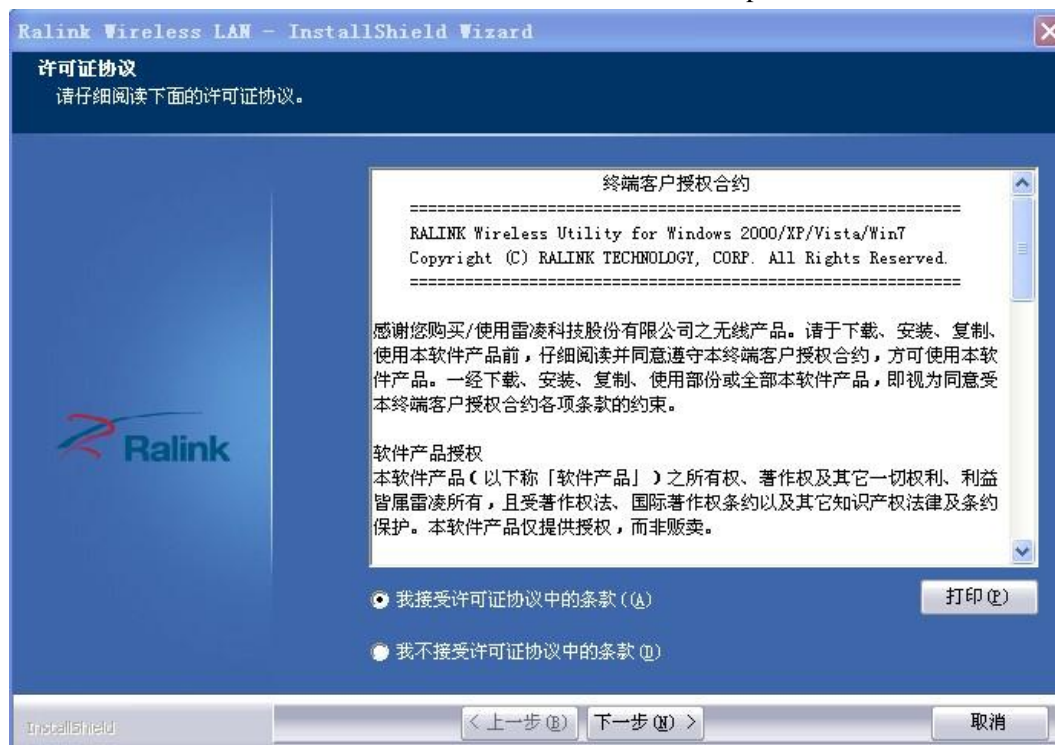 Ralink Wireless LAN - InstallShield Wizard
许可证协议
请仔细阅读下面的许可证协议。
终端客户授权合约
============================================================
RALINK Wireless Utility for Windows 2000/XP/Vista/Win7
Copyright (C) RALINK TECHNOLOGY, CORP. All Rights Reserved.
============================================================
感谢您购买/使用雷凌科技股份有限公司之无线产品。请于下载、安装、复制、
使用本软件产品前，仔细阅读并同意遵守本终端客户授权合约，方可使用本软
件产品。一经下载、安装、复制、使用部份或全部本软件产品，即视为同意受
本终端客户授权合约各项条款的约束。
软件产品授权
本软件产品(以下称「软件产品」)之所有权、著作权及其它一切权利、利益
皆属雷凌所有，且受著作权法、国际著作权条约以及其它知识产权法律及条约
保护。本软件产品仅提供授权，而非贩卖。
Ralink
我接受许可证协议中的条款((A)
打印(P)
我不接受许可证协议中的条款(D)
InstallShield
< 上一步(B)
下一步(N) >
取消